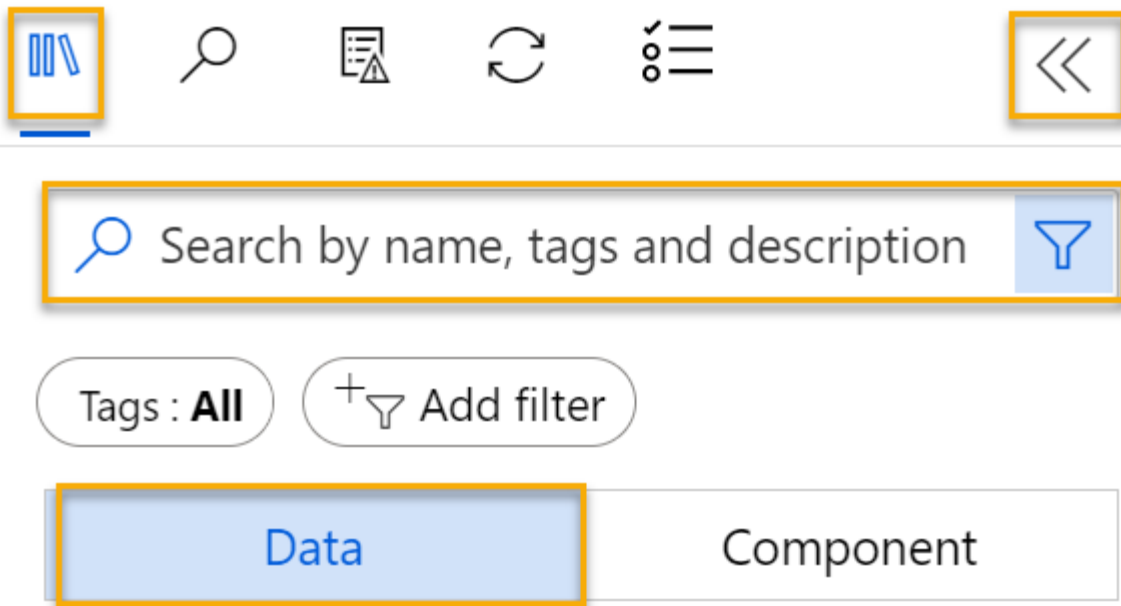 Search by name, tags and description
Tags : All
Add filter
Data
Component